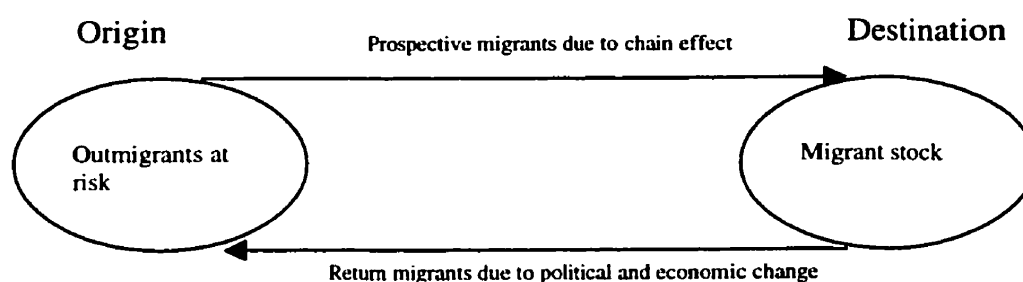 Origin
Destination
Prospective migrants due to chain effect
Outmigrants at
risk
Migrant stock
Return migrants due to political and economic change